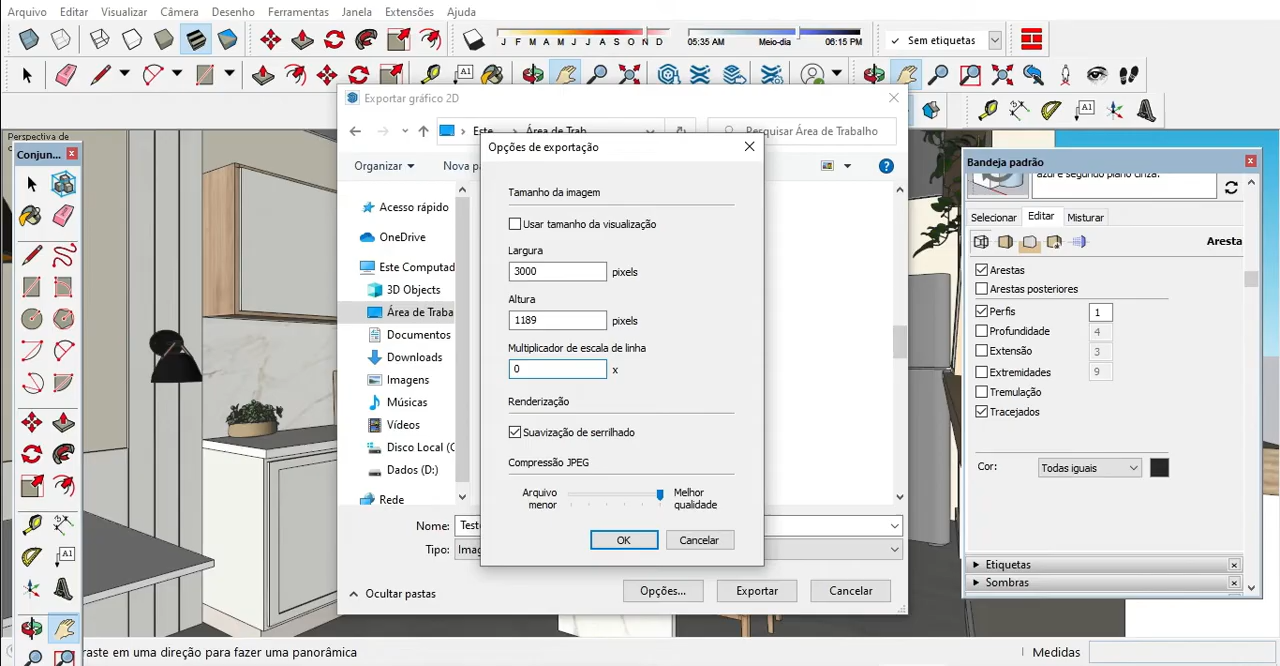 Arquivo Editar Visualizar Câmera Desenho Ferramentas Janela Extensões Ajuda
J F M A M J J A S O N D
05:35 AM Meio-dia 06:15 PM
Sem etiquetas
A1
A1
Exportar gráfico 2D
Este ... Área de Trab...
Pesquisar Área de Trabalho
Organizar
Nova pa
Perspectiva de
Conjun...
Acesso rápido
OneDrive
Este Computad
3D Objects
Área de Traba
Documentos
Downloads
Imagens
Músicas
Vídeos
Disco Local (C
Dados (D:)
Rede
Nome: Test
Tipo: Imag
Ocultar pastas
Opções...
Exportar
Cancelar
Opções de exportação
Tamanho da imagem
Usar tamanho da visualização
Largura
3000 pixels
Altura
1189 pixels
Multiplicador de escala de linha
0 x
Renderização
Suavização de serrilhado
Compressão JPEG
Arquivo menor
Melhor qualidade
OK
Cancelar
Bandeja padrão
azul e segundo plano cinza.
Selecionar Editar Misturar
Aresta
Arestas
Arestas posteriores
Perfis 1
Profundidade 4
Extensão 3
Extremidades 9
Tremulação
Tracejados
Cor: Todas iguais
Etiquetas
Sombras
A1
raste em uma direção para fazer uma panorâmica
Medidas